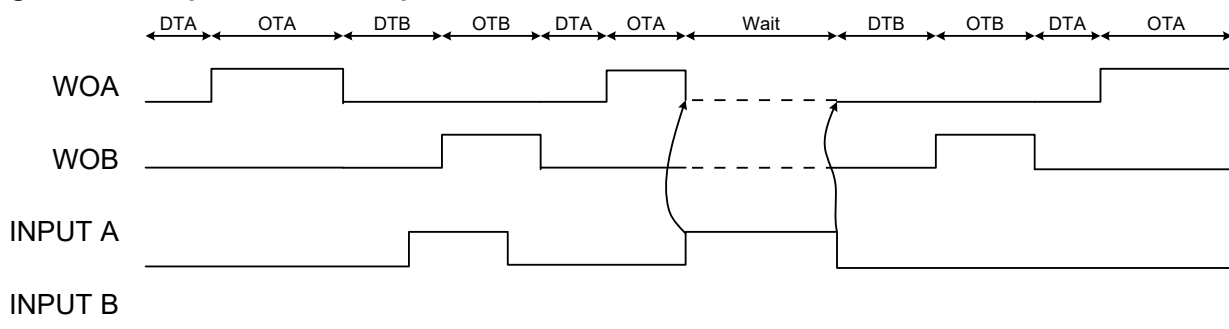 DTA OTA DTB OTB DTA OTA Wait DTB OTB DTA OTA
WOA
WOB
INPUT A
INPUT B